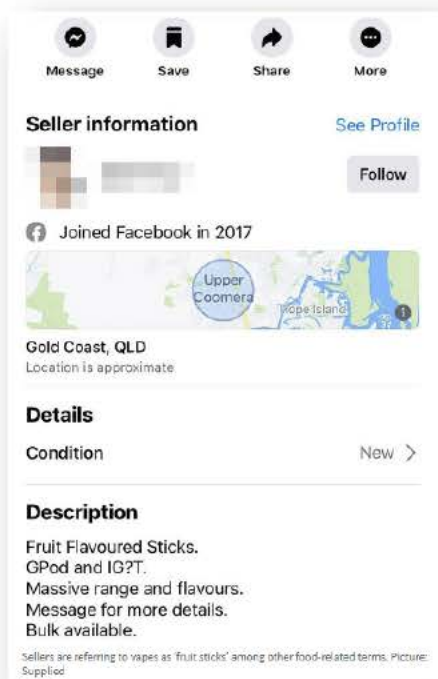 Message Save Share More
Seller information See Profile
Follow
Joined Facebook in 2017
Upper
Coomera
Hope Island
Gold Coast, QLD
Location is approximate
Details
Condition New
Description
Fruit Flavoured Sticks.
GPod and IG?T.
Massive range and flavours.
Message for more details.
Bulk available.
Sellers are referring to vapes as 'fruit sticks' among other food-related terms. Picture:
Supplied